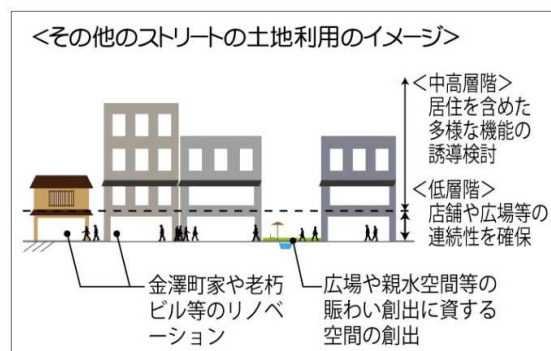 ＜その他のストリートの土地利用のイメージ＞
＜中高層階＞
居住を含めた
多様な機能の
誘導検討
＜低層階＞
店舗や広場等の
連続性を確保
金澤町家や老朽
ビル等のリノベ
ーション
広場や親水空間等の
賑わい創出に資する
空間の創出